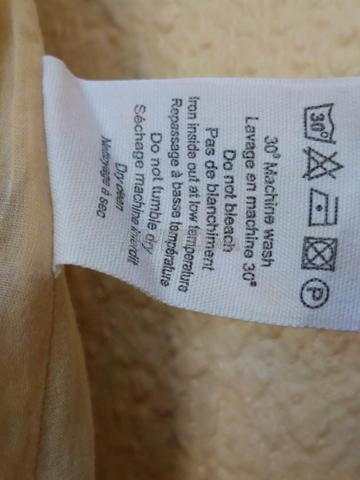 30
P
30° Machine wash
Lavage en machine 30°
Do not bleach
Pas de blanchiment
Iron inside out at low temperature
Repassage à basse température
Do not tumble dry
Séchage machine interdit
Dry clean
Nettoyage à sec